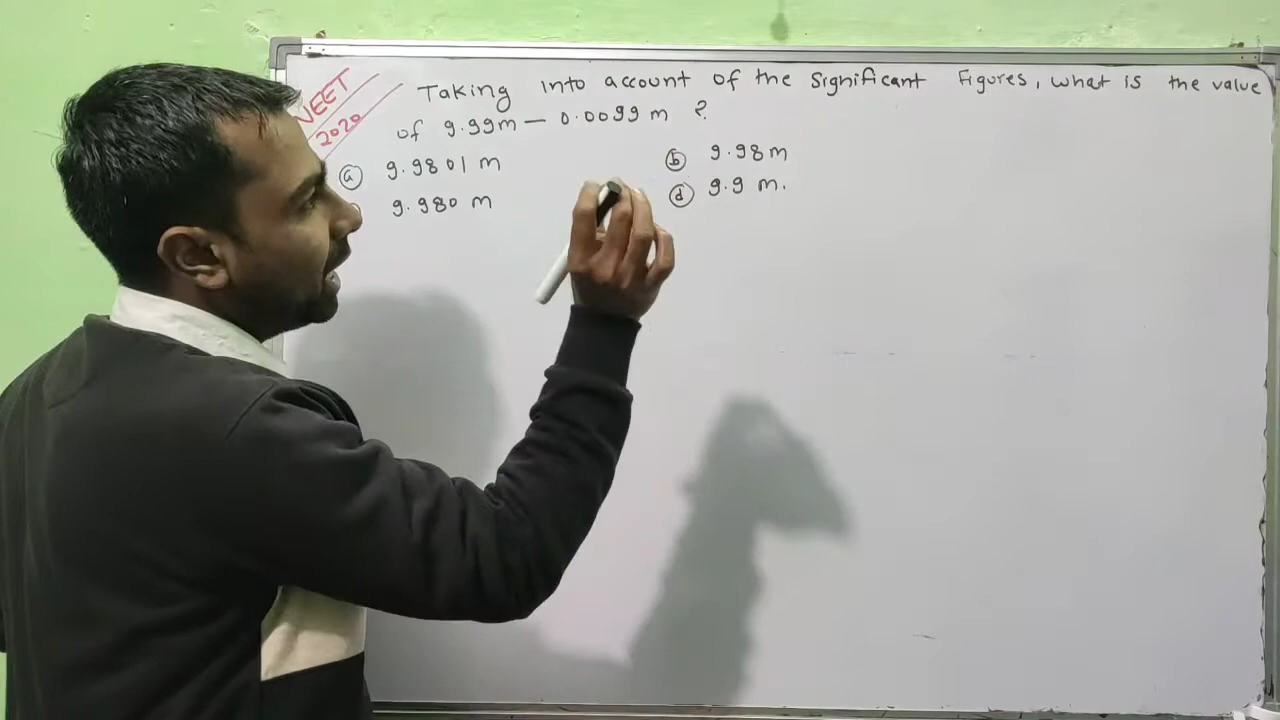 NEET
2020
Taking into account of the significant Figures, what is the value
of 9.99m — 0.0099 m ?
(a) 9.9801 m (b) 9.98 m
9.980 m (d) 9.9 m.